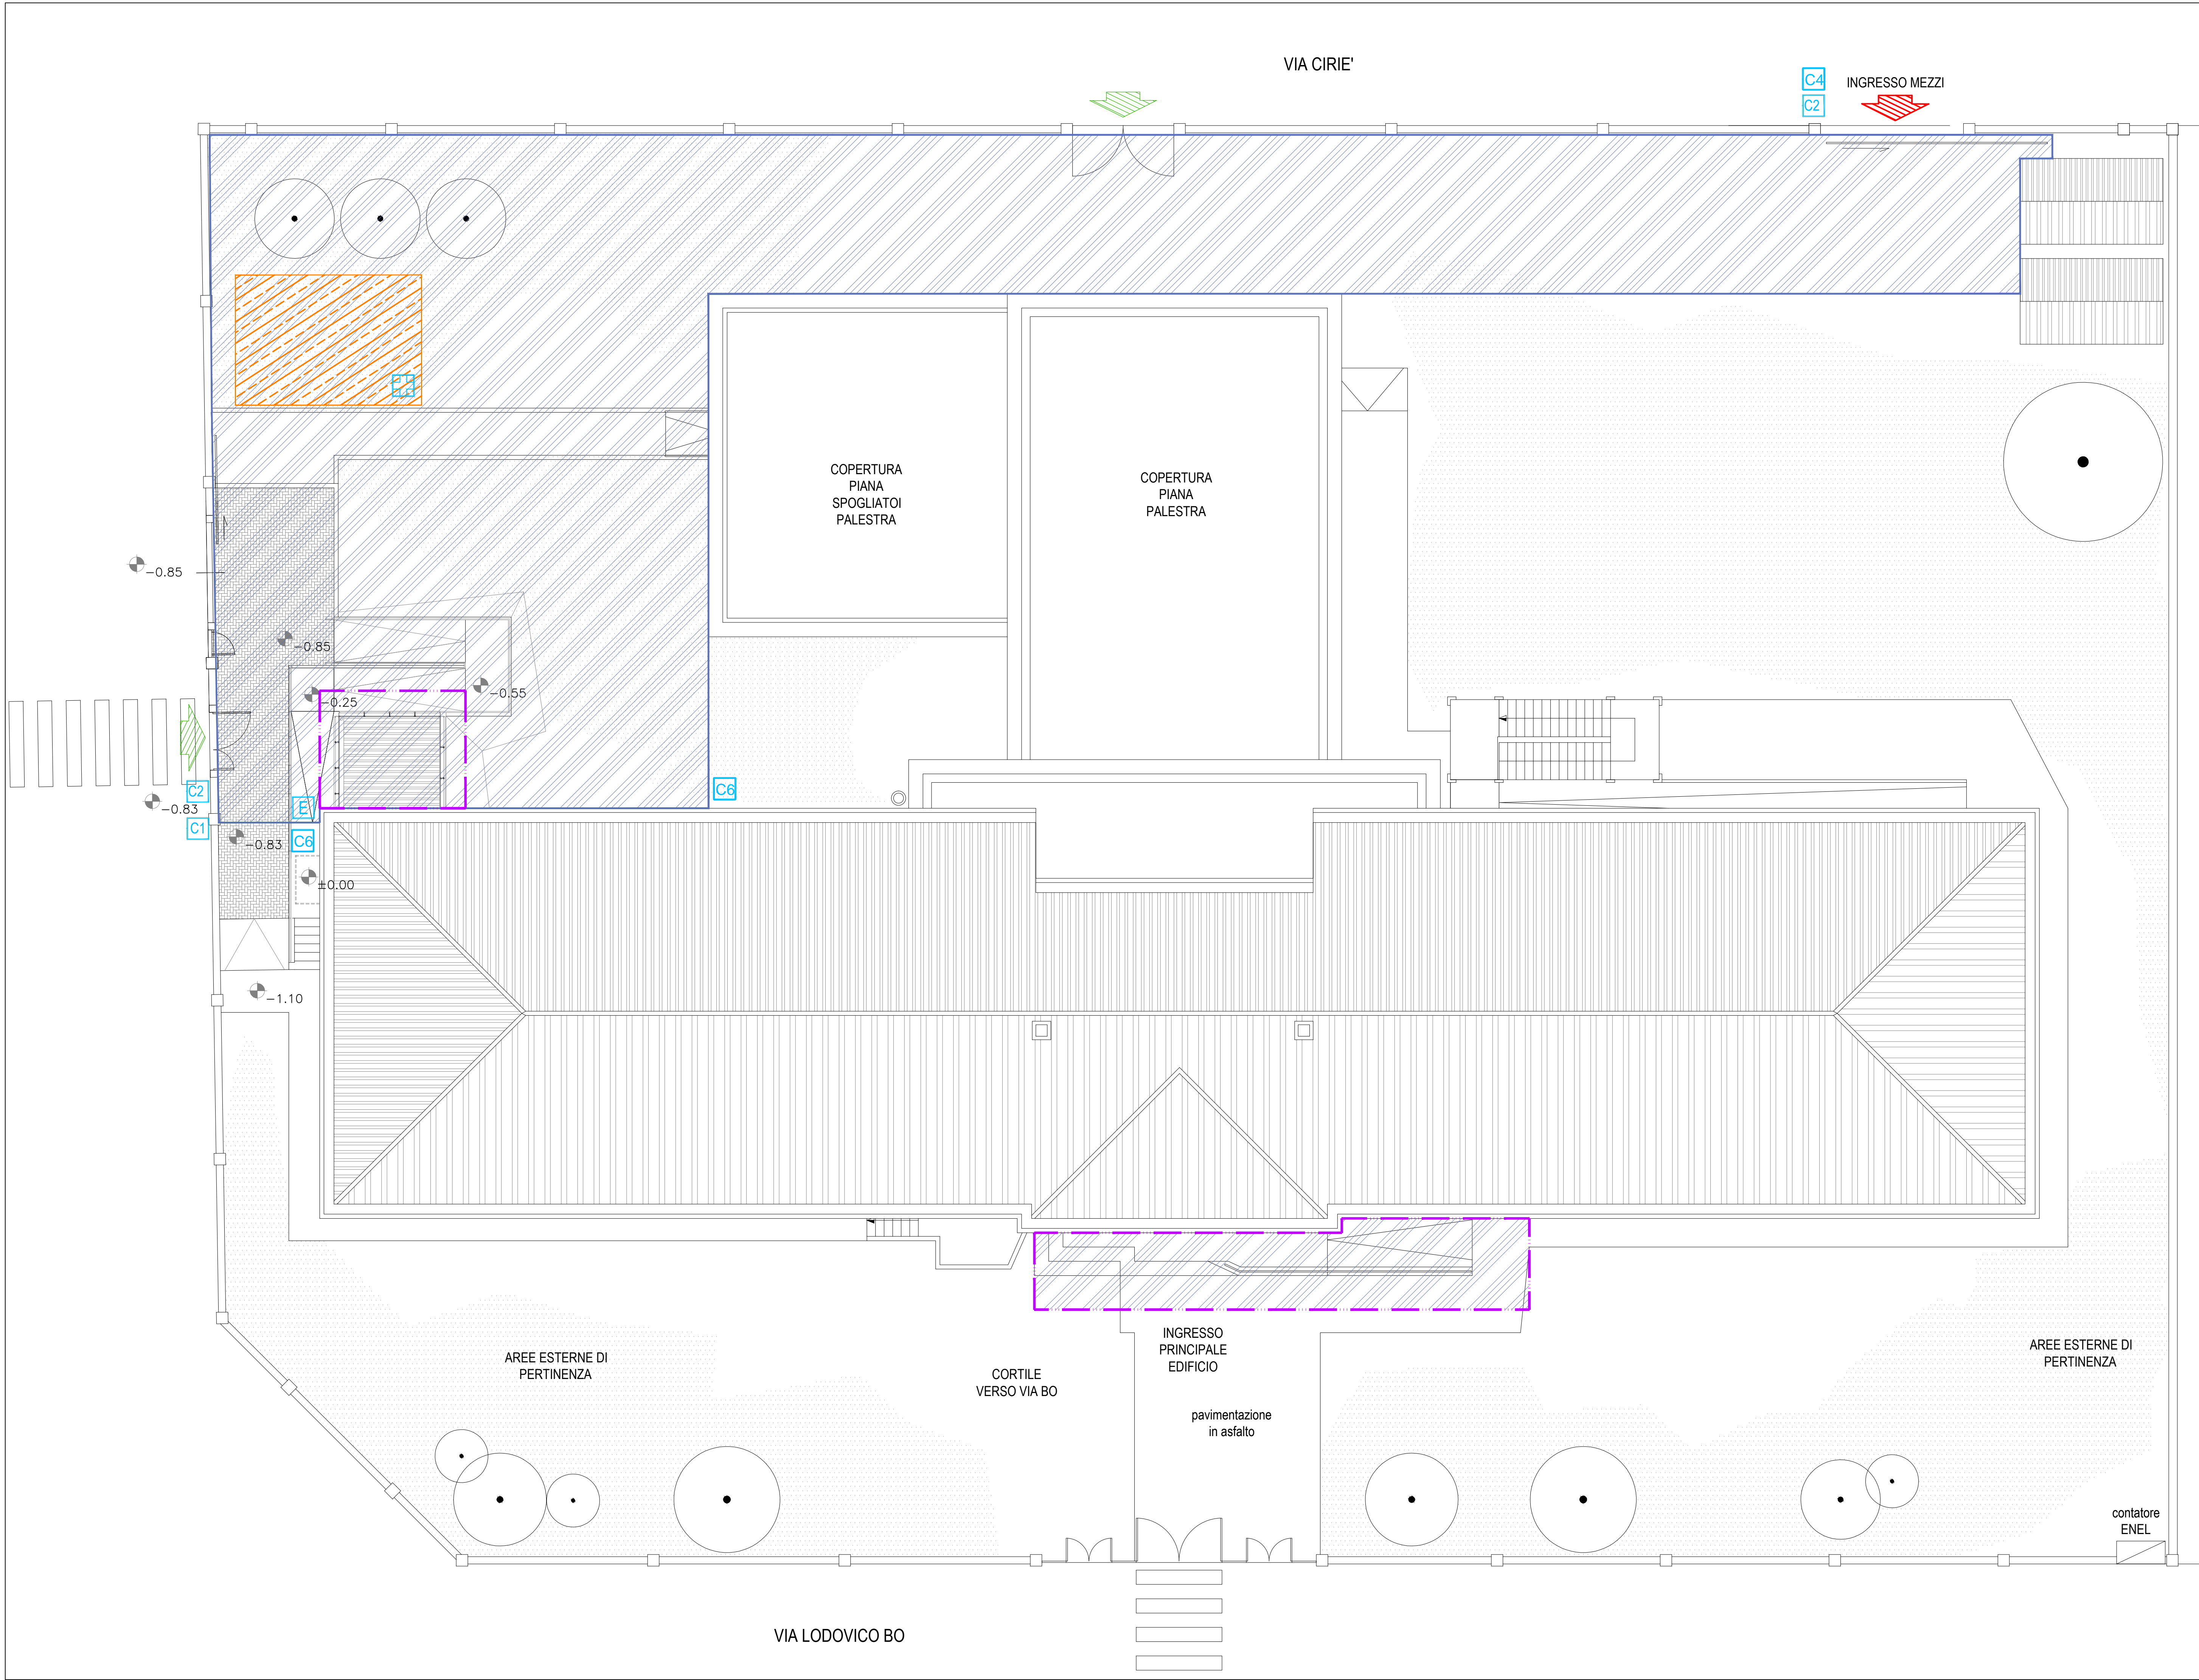 VIA CIRIE'
C4
INGRESSO MEZZI
C2
COPERTURA
PIANA
SPOGLIATOI
PALESTRA
COPERTURA
PIANA
PALESTRA
-0.85
-0.85
-0.25
-0.55
C2
-0.83
C1
E
C6
-0.83
C6
±0.00
-1.10
INGRESSO
PRINCIPALE
EDIFICIO
AREE ESTERNE DI
PERTINENZA
CORTILE
VERSO VIA BO
AREE ESTERNE DI
PERTINENZA
pavimentazione
in asfalto
contatore
ENEL
VIA LODOVICO BO